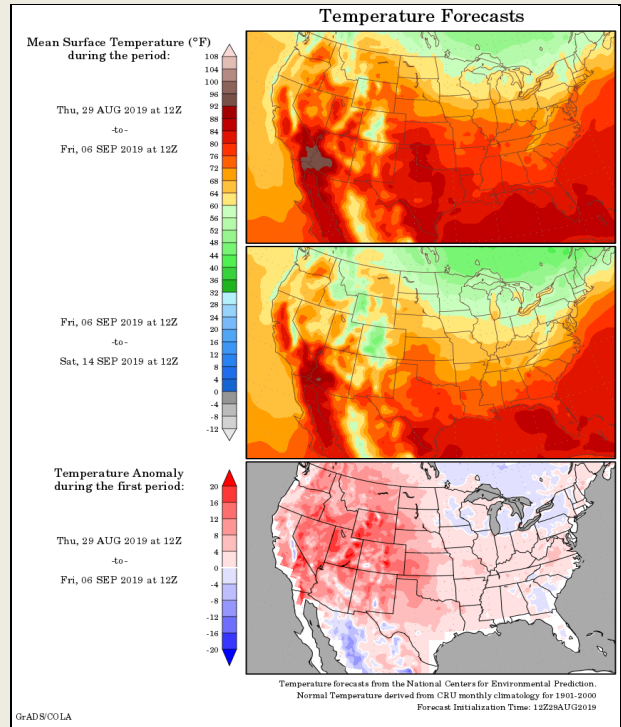 Temperature Forecasts
Mean Surface Temperature (°F)
during the period:
Thu, 29 AUG 2019 at 12Z
-to-
Fri, 06 SEP 2019 at 12Z
108
104
100
96
92
88
84
80
76
72
68
64
60
56
52
48
44
40
36
32
28
24
20
16
12
8
4
0
-4
-8
-12
Fri, 06 SEP 2019 at 12Z
-to-
Sat, 14 SEP 2019 at 12Z
Temperature Anomaly
during the first period:
Thu, 29 AUG 2019 at 12Z
-to-
Fri, 06 SEP 2019 at 12Z
20
16
12
8
4
0
-4
-8
-12
-16
-20
Temperature forecasts from the National Centers for Environmental Prediction.
Normal Temperature derived from CRU monthly climatology for 1901-2000
Forecast Initialization Time: 12Z29AUG2019
GrADS/COLA